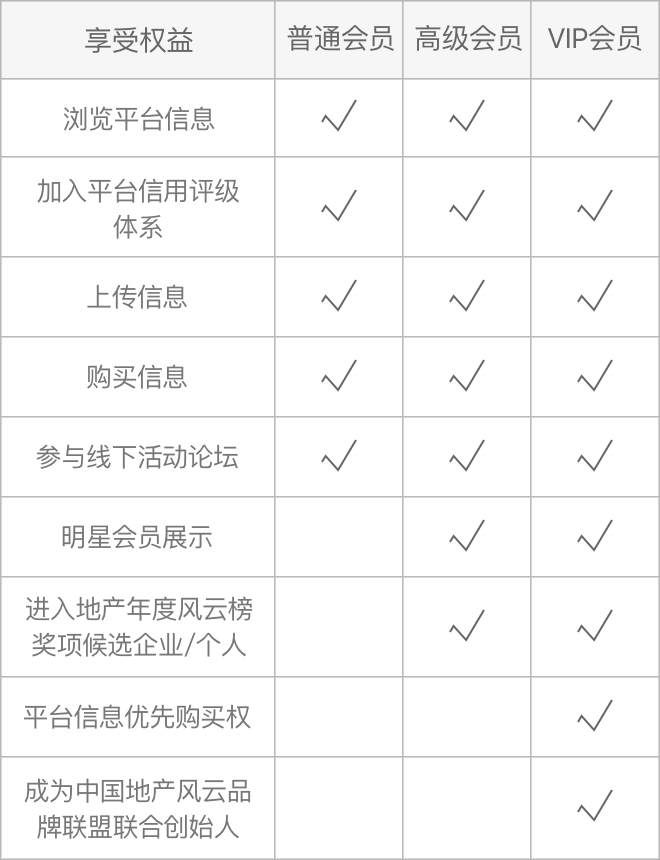 享受权益 普通会员 高级会员 VIP会员
浏览平台信息 ✓ ✓ ✓
加入平台信用评级
体系 ✓ ✓ ✓
上传信息 ✓ ✓ ✓
购买信息 ✓ ✓ ✓
参与线下活动论坛 ✓ ✓ ✓
明星会员展示 ✓ ✓
进入地产年度风云榜
奖项候选企业/个人 ✓ ✓
平台信息优先购买权 ✓
成为中国地产风云品
牌联盟联合创始人 ✓